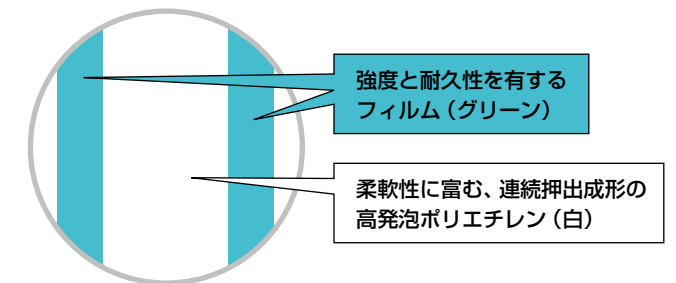 強度と耐久性を有する
フィルム（グリーン）
柔軟性に富む、連続押出成形の
高発泡ポリエチレン（白）